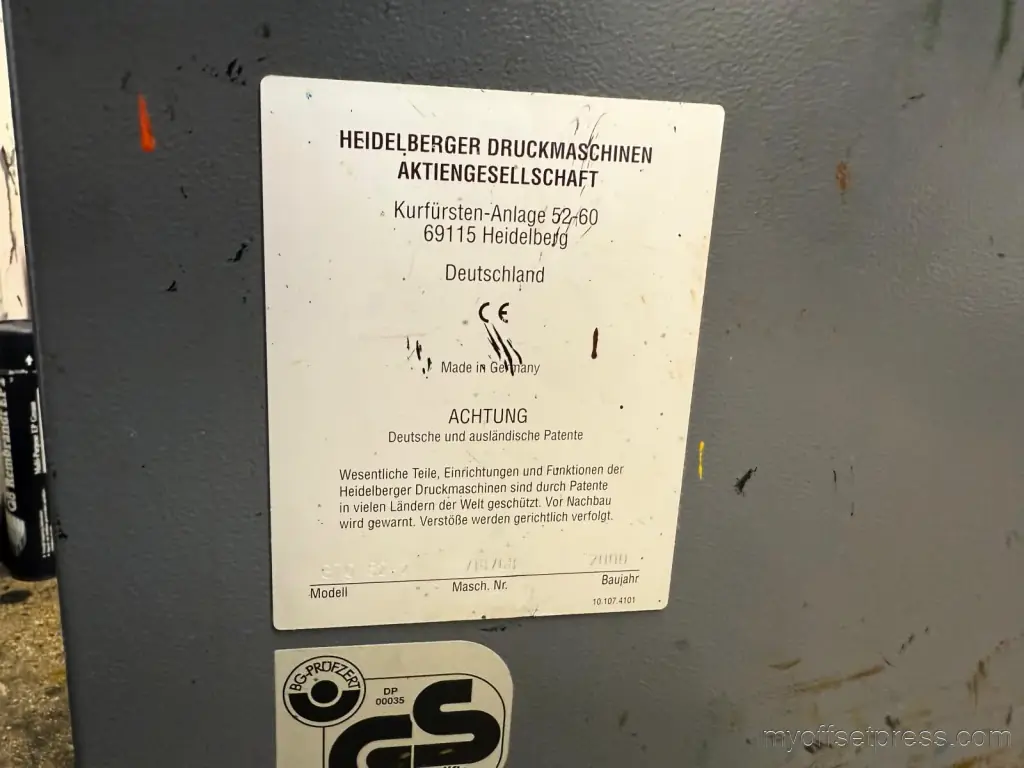 HEIDELBERGER DRUCKMASCHINEN
AKTIENGESELLSCHAFT
Kurfürsten-Anlage 52-60
69115 Heidelberg
Deutschland
CE
Made in Germany
ACHTUNG
Deutsche und ausländische Patente
Wesentliche Teile, Einrichtungen und Funktionen der
Heidelberger Druckmaschinen sind durch Patente
in vielen Ländern der Welt geschützt. Vor Nachbau
wird gewarnt. Verstöße werden gerichtlich verfolgt.
2000
Modell Masch. Nr. Baujahr
10.107.4101
BG-PRÜFZERT
DP
00035
GS
myoffsetpress.com